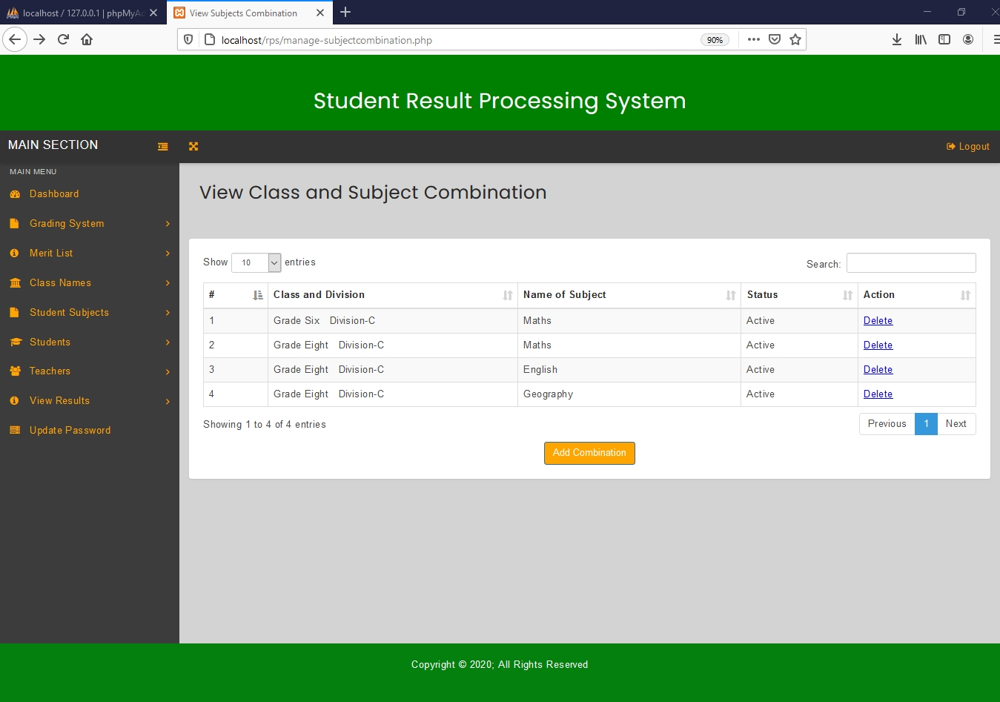 localhost / 127.0.0.1 | phpMyAd
View Subjects Combination
localhost/rps/manage-subjectcombination.php
90%
Student Result Processing System
MAIN SECTION
Logout
MAIN MENU
Dashboard
Grading System
Merit List
Class Names
Student Subjects
Students
Teachers
View Results
Update Password
View Class and Subject Combination
Show 10 entries
Search:
# Class and Division Name of Subject Status Action
1 Grade Six Division-C Maths Active Delete
2 Grade Eight Division-C Maths Active Delete
3 Grade Eight Division-C English Active Delete
4 Grade Eight Division-C Geography Active Delete
Showing 1 to 4 of 4 entries
Previous 1 Next
Add Combination
Copyright © 2020; All Rights Reserved